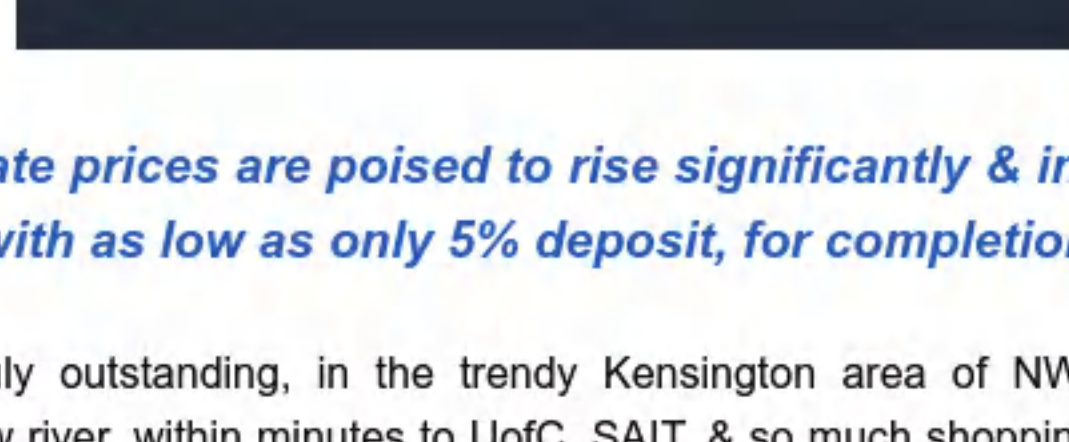 ate prices are poised to rise significantly & in
with as low as only 5% deposit, for completion
uly outstanding, in the trendy Kensington area of NW
w river, within minutes to UofC, SAIT, & so much shopping